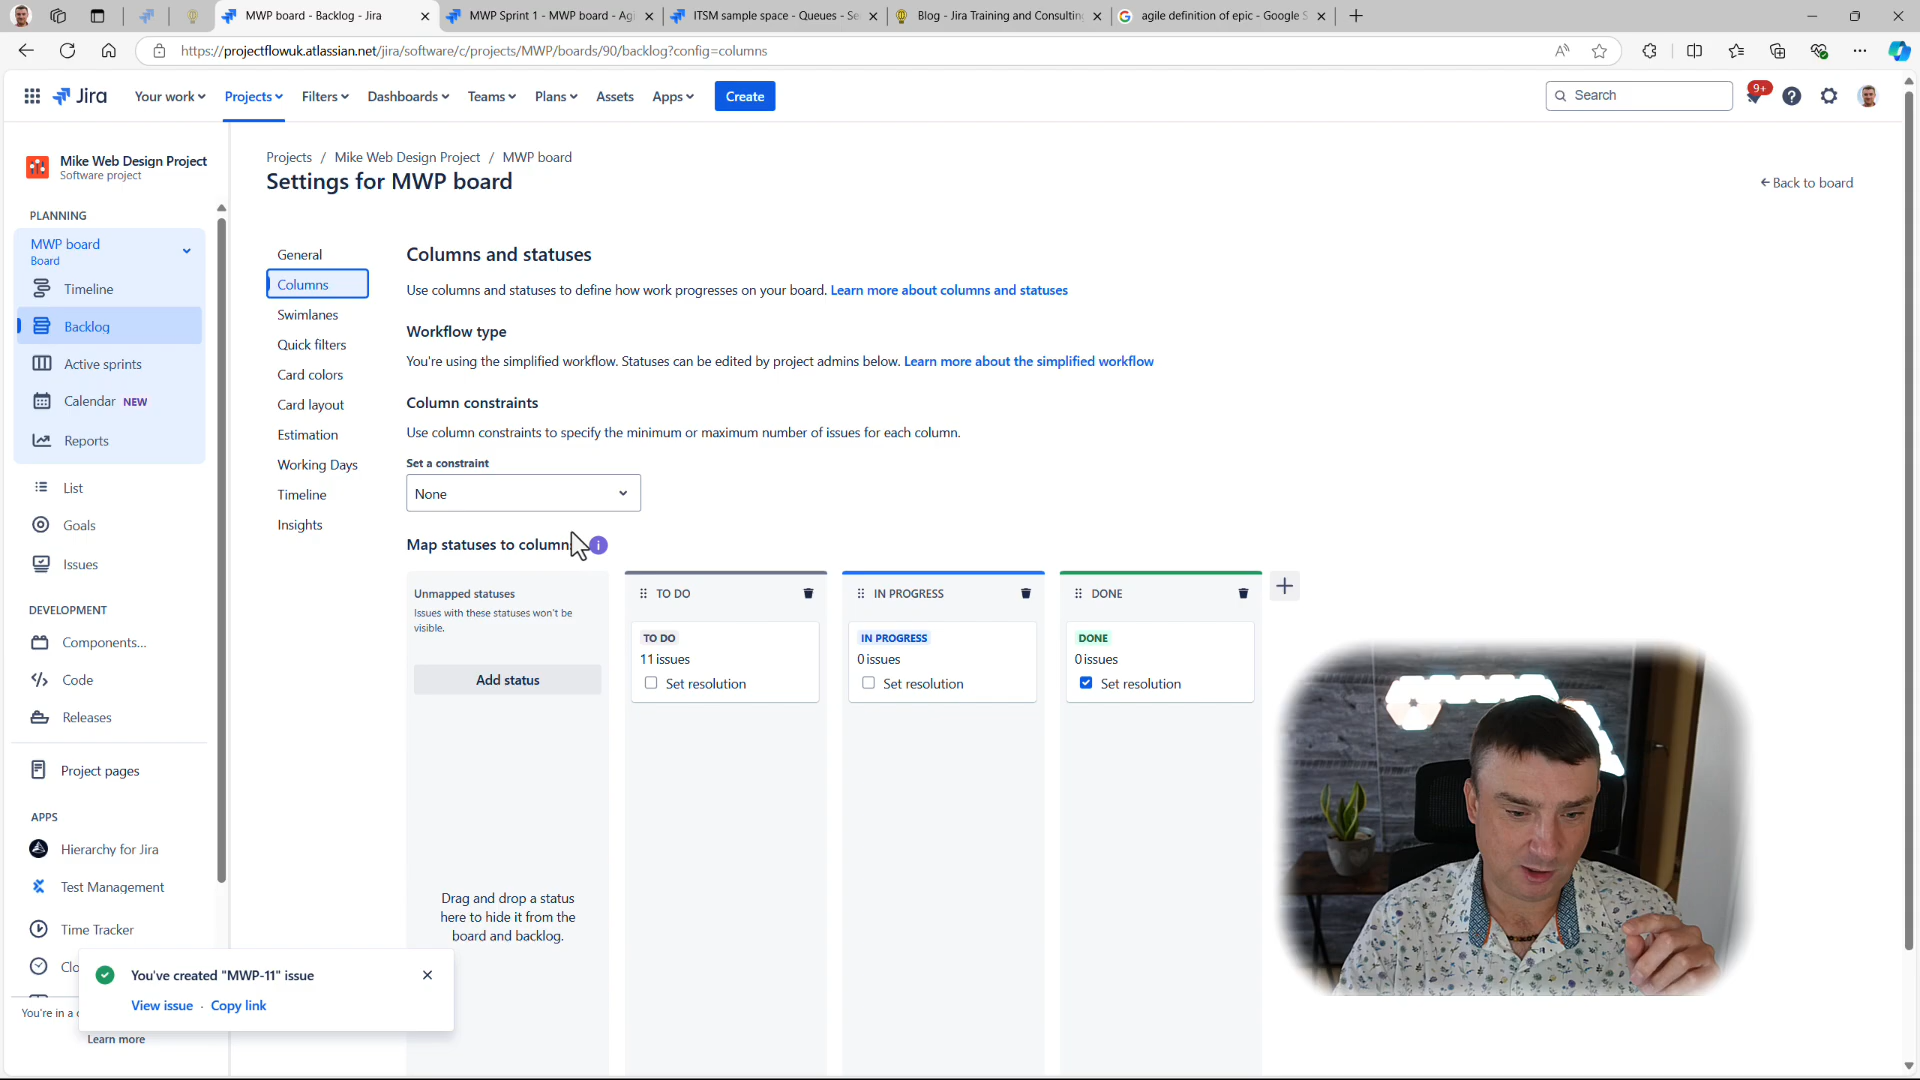 MWP board - Backlog - Jira
MWP Sprint 1 - MWP board - Agi
ITSM sample space - Queues - Se
Blog - Jira Training and Consulting
agile definition of epic - Google S
https://projectflowuk.atlassian.net/jira/software/c/projects/MWP/boards/90/backlog?config=columns
Jira
Your work
Projects
Filters
Dashboards
Teams
Plans
Assets
Apps
Create
Search
9+
Mike Web Design Project
Software project
PLANNING
MWP board
Board
Timeline
Backlog
Active sprints
Calendar NEW
Reports
List
Goals
Issues
DEVELOPMENT
Components...
Code
Releases
Project pages
APPS
Hierarchy for Jira
Test Management
Time Tracker
Clo
You're in a
Learn more
You've created "MWP-11" issue
View issue · Copy link
Projects / Mike Web Design Project / MWP board
Settings for MWP board
Back to board
General
Columns
Swimlanes
Quick filters
Card colors
Card layout
Estimation
Working Days
Timeline
Insights
Columns and statuses
Use columns and statuses to define how work progresses on your board. Learn more about columns and statuses
Workflow type
You're using the simplified workflow. Statuses can be edited by project admins below. Learn more about the simplified workflow
Column constraints
Use column constraints to specify the minimum or maximum number of issues for each column.
Set a constraint
None
Map statuses to column
Unmapped statuses
Issues with these statuses won't be
visible.
Add status
Drag and drop a status
here to hide it from the
board and backlog.
TO DO
TO DO
11 issues
Set resolution
IN PROGRESS
IN PROGRESS
0 issues
Set resolution
DONE
DONE
0 issues
Set resolution